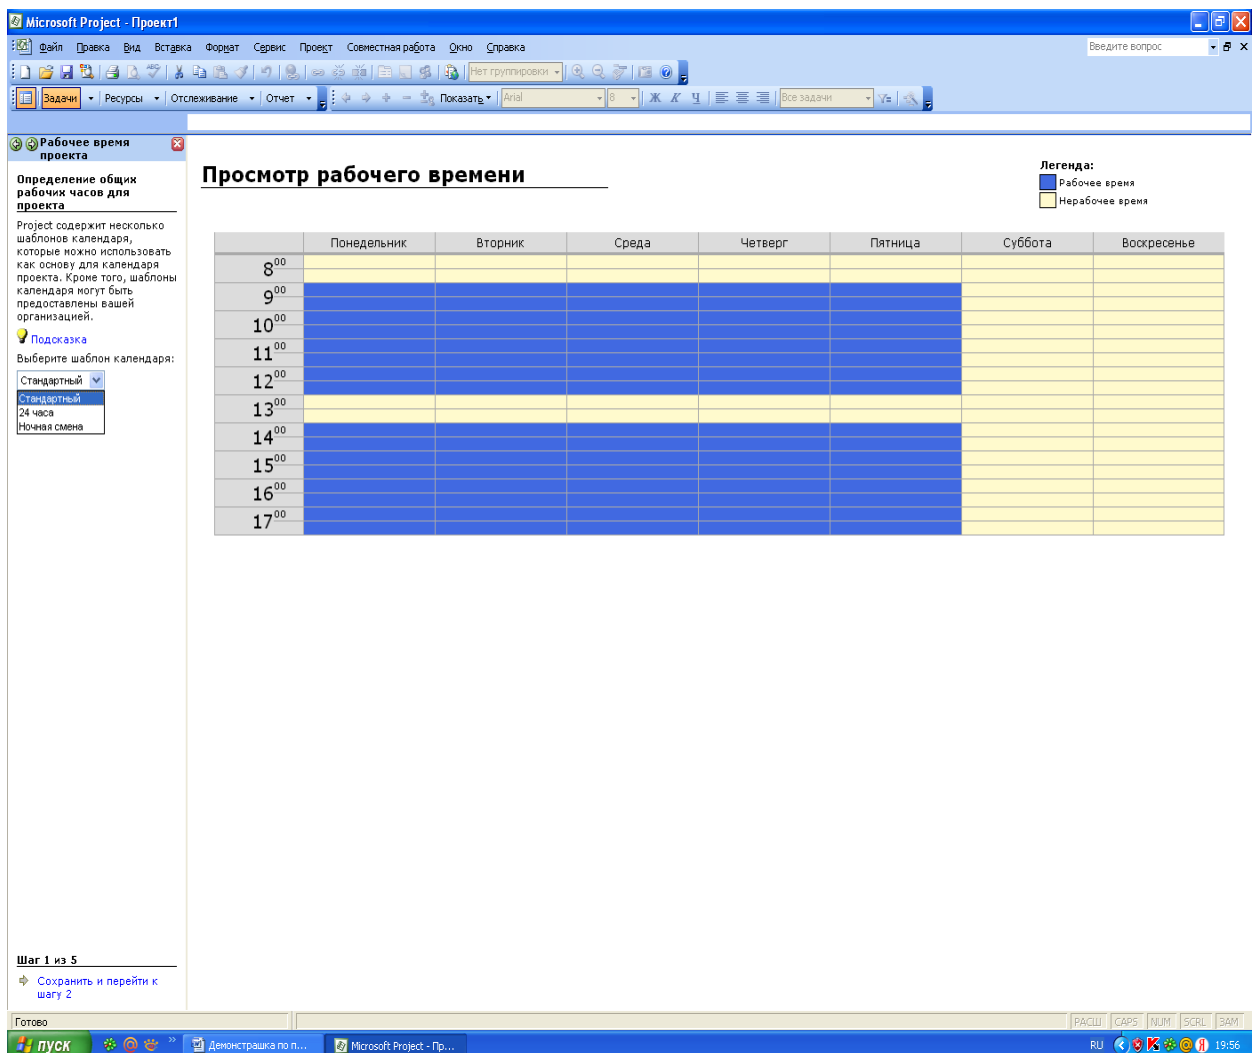 Microsoft Project - Проект1
Файл Правка Вид Вставка Формат Сервис Проект Совместная работа Окно Справка Введите вопрос
Нет группировки
Задачи Ресурсы Отслеживание Отчет Показать Arial 8 Ж К Ч Все задачи
Рабочее время
проекта
Определение общих
рабочих часов для
проекта
Project содержит несколько
шаблонов календаря,
которые можно использовать
как основу для календаря
проекта. Кроме того, шаблоны
календаря могут быть
предоставлены вашей
организацией.
Подсказка
Выберите шаблон календаря:
Стандартный
Стандартный
24 часа
Ночная смена
Шаг 1 из 5
Сохранить и перейти к
шагу 2
Просмотр рабочего времени
Легенда:
Рабочее время
Нерабочее время
Понедельник Вторник Среда Четверг Пятница Суббота Воскресенье
8 00
9 00
10 00
11 00
12 00
13 00
14 00
15 00
16 00
17 00
Готово РАСШ CAPS NUM SCRL ЗАМ
пуск Демонстрашка по п... Microsoft Project - Пр... RU 19:56